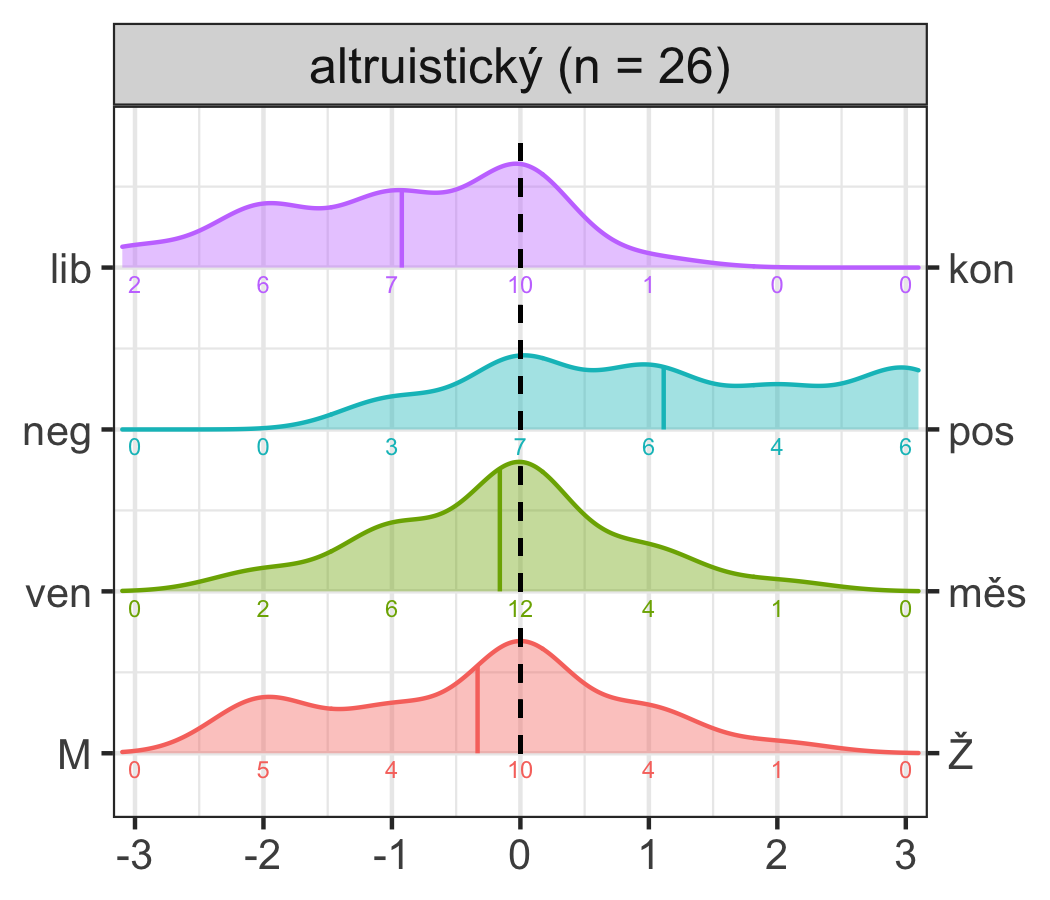 altruistický (n = 26)
lib kon
2 6 7 10 1 0 0
neg pos
0 0 3 7 6 4 6
ven měs
0 2 6 12 4 1 0
M Ž
0 5 4 10 4 1 0
-3 -2 -1 0 1 2 3